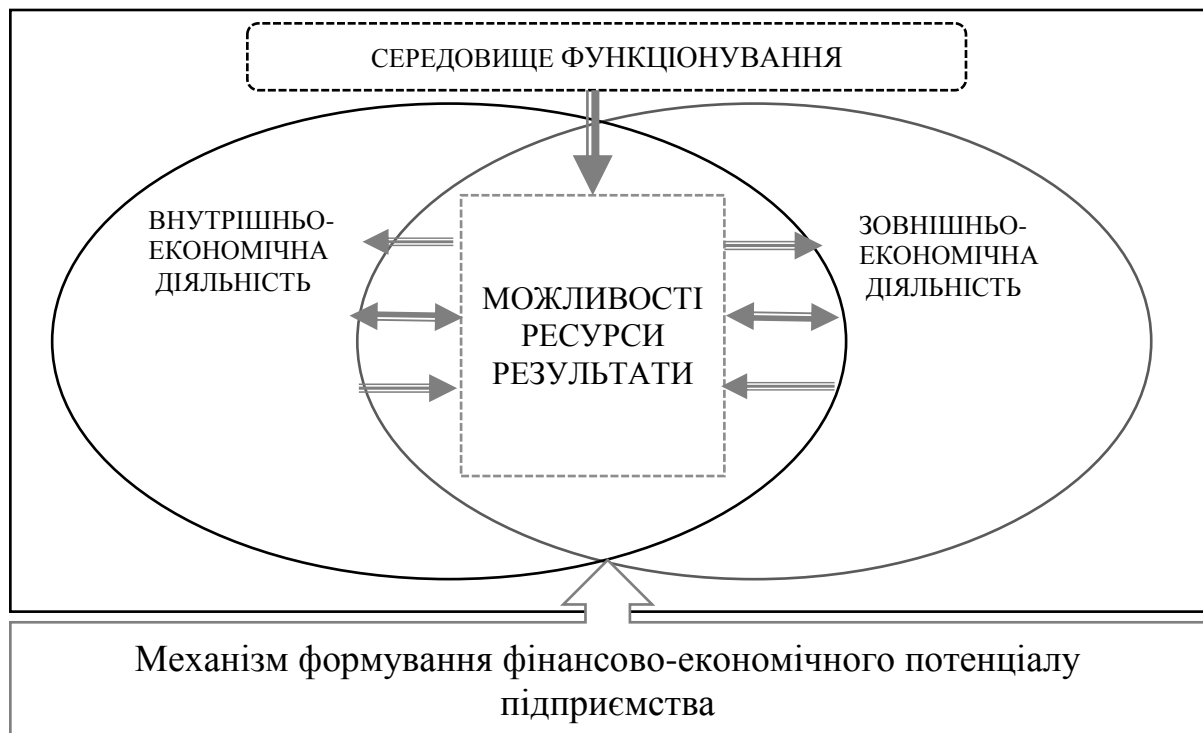 СЕРЕДОВИЩЕ ФУНКЦІОНУВАННЯ
ВНУТРІШНЬО-
ЕКОНОМІЧНА
ДІЯЛЬНІСТЬ
МОЖЛИВОСТІ
РЕСУРСИ
РЕЗУЛЬТАТИ
ЗОВНІШНЬО-
ЕКОНОМІЧНА
ДІЯЛЬНІСТЬ
Механізм формування фінансово-економічного потенціалу
підприємства